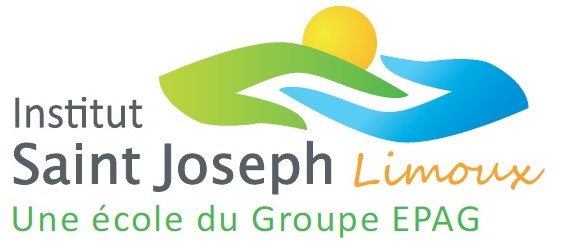 Institut
Saint Joseph Limoux
Une école du Groupe EPAG